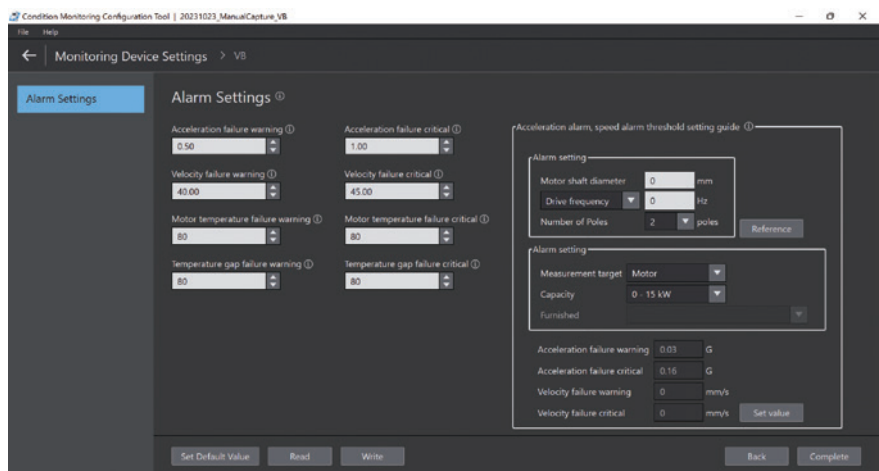 Condition Monitoring Configuration Tool | 20231023_ManualCapture_VB
File Help
← Monitoring Device Settings > VB
Alarm Settings
Alarm Settings ⓘ
Acceleration failure warning ⓘ
0.50
Acceleration failure critical ⓘ
1.00
Velocity failure warning ⓘ
40.00
Velocity failure critical ⓘ
45.00
Motor temperature failure warning ⓘ
80
Motor temperature failure critical ⓘ
80
Temperature gap failure warning ⓘ
80
Temperature gap failure critical ⓘ
80
Acceleration alarm, speed alarm threshold setting guide ⓘ
Alarm setting
Motor shaft diameter 0 mm
Drive frequency 0 Hz
Number of Poles 2 poles
Reference
Alarm setting
Measurement target Motor
Capacity 0 - 15 kW
Furnished
Acceleration failure warning 0.03 G
Acceleration failure critical 0.16 G
Velocity failure warning 0 mm/s
Velocity failure critical 0 mm/s Set value
Set Default Value Read Write Back Complete